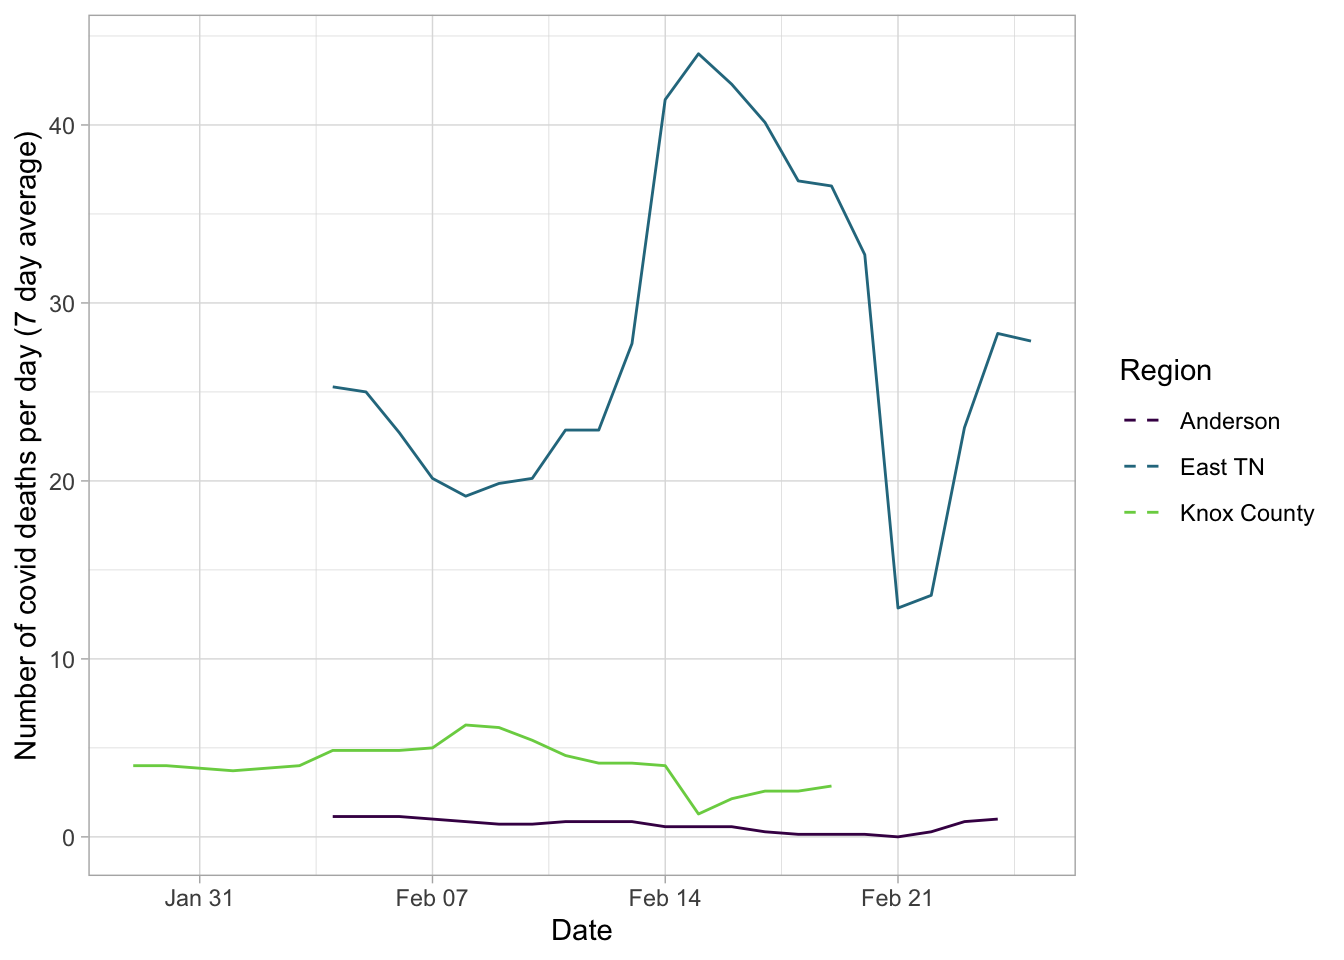 Number of covid deaths per day (7 day average)
40
30
20
10
0
Jan 31
Feb 07
Feb 14
Feb 21
Date
Region
Anderson
East TN
Knox County